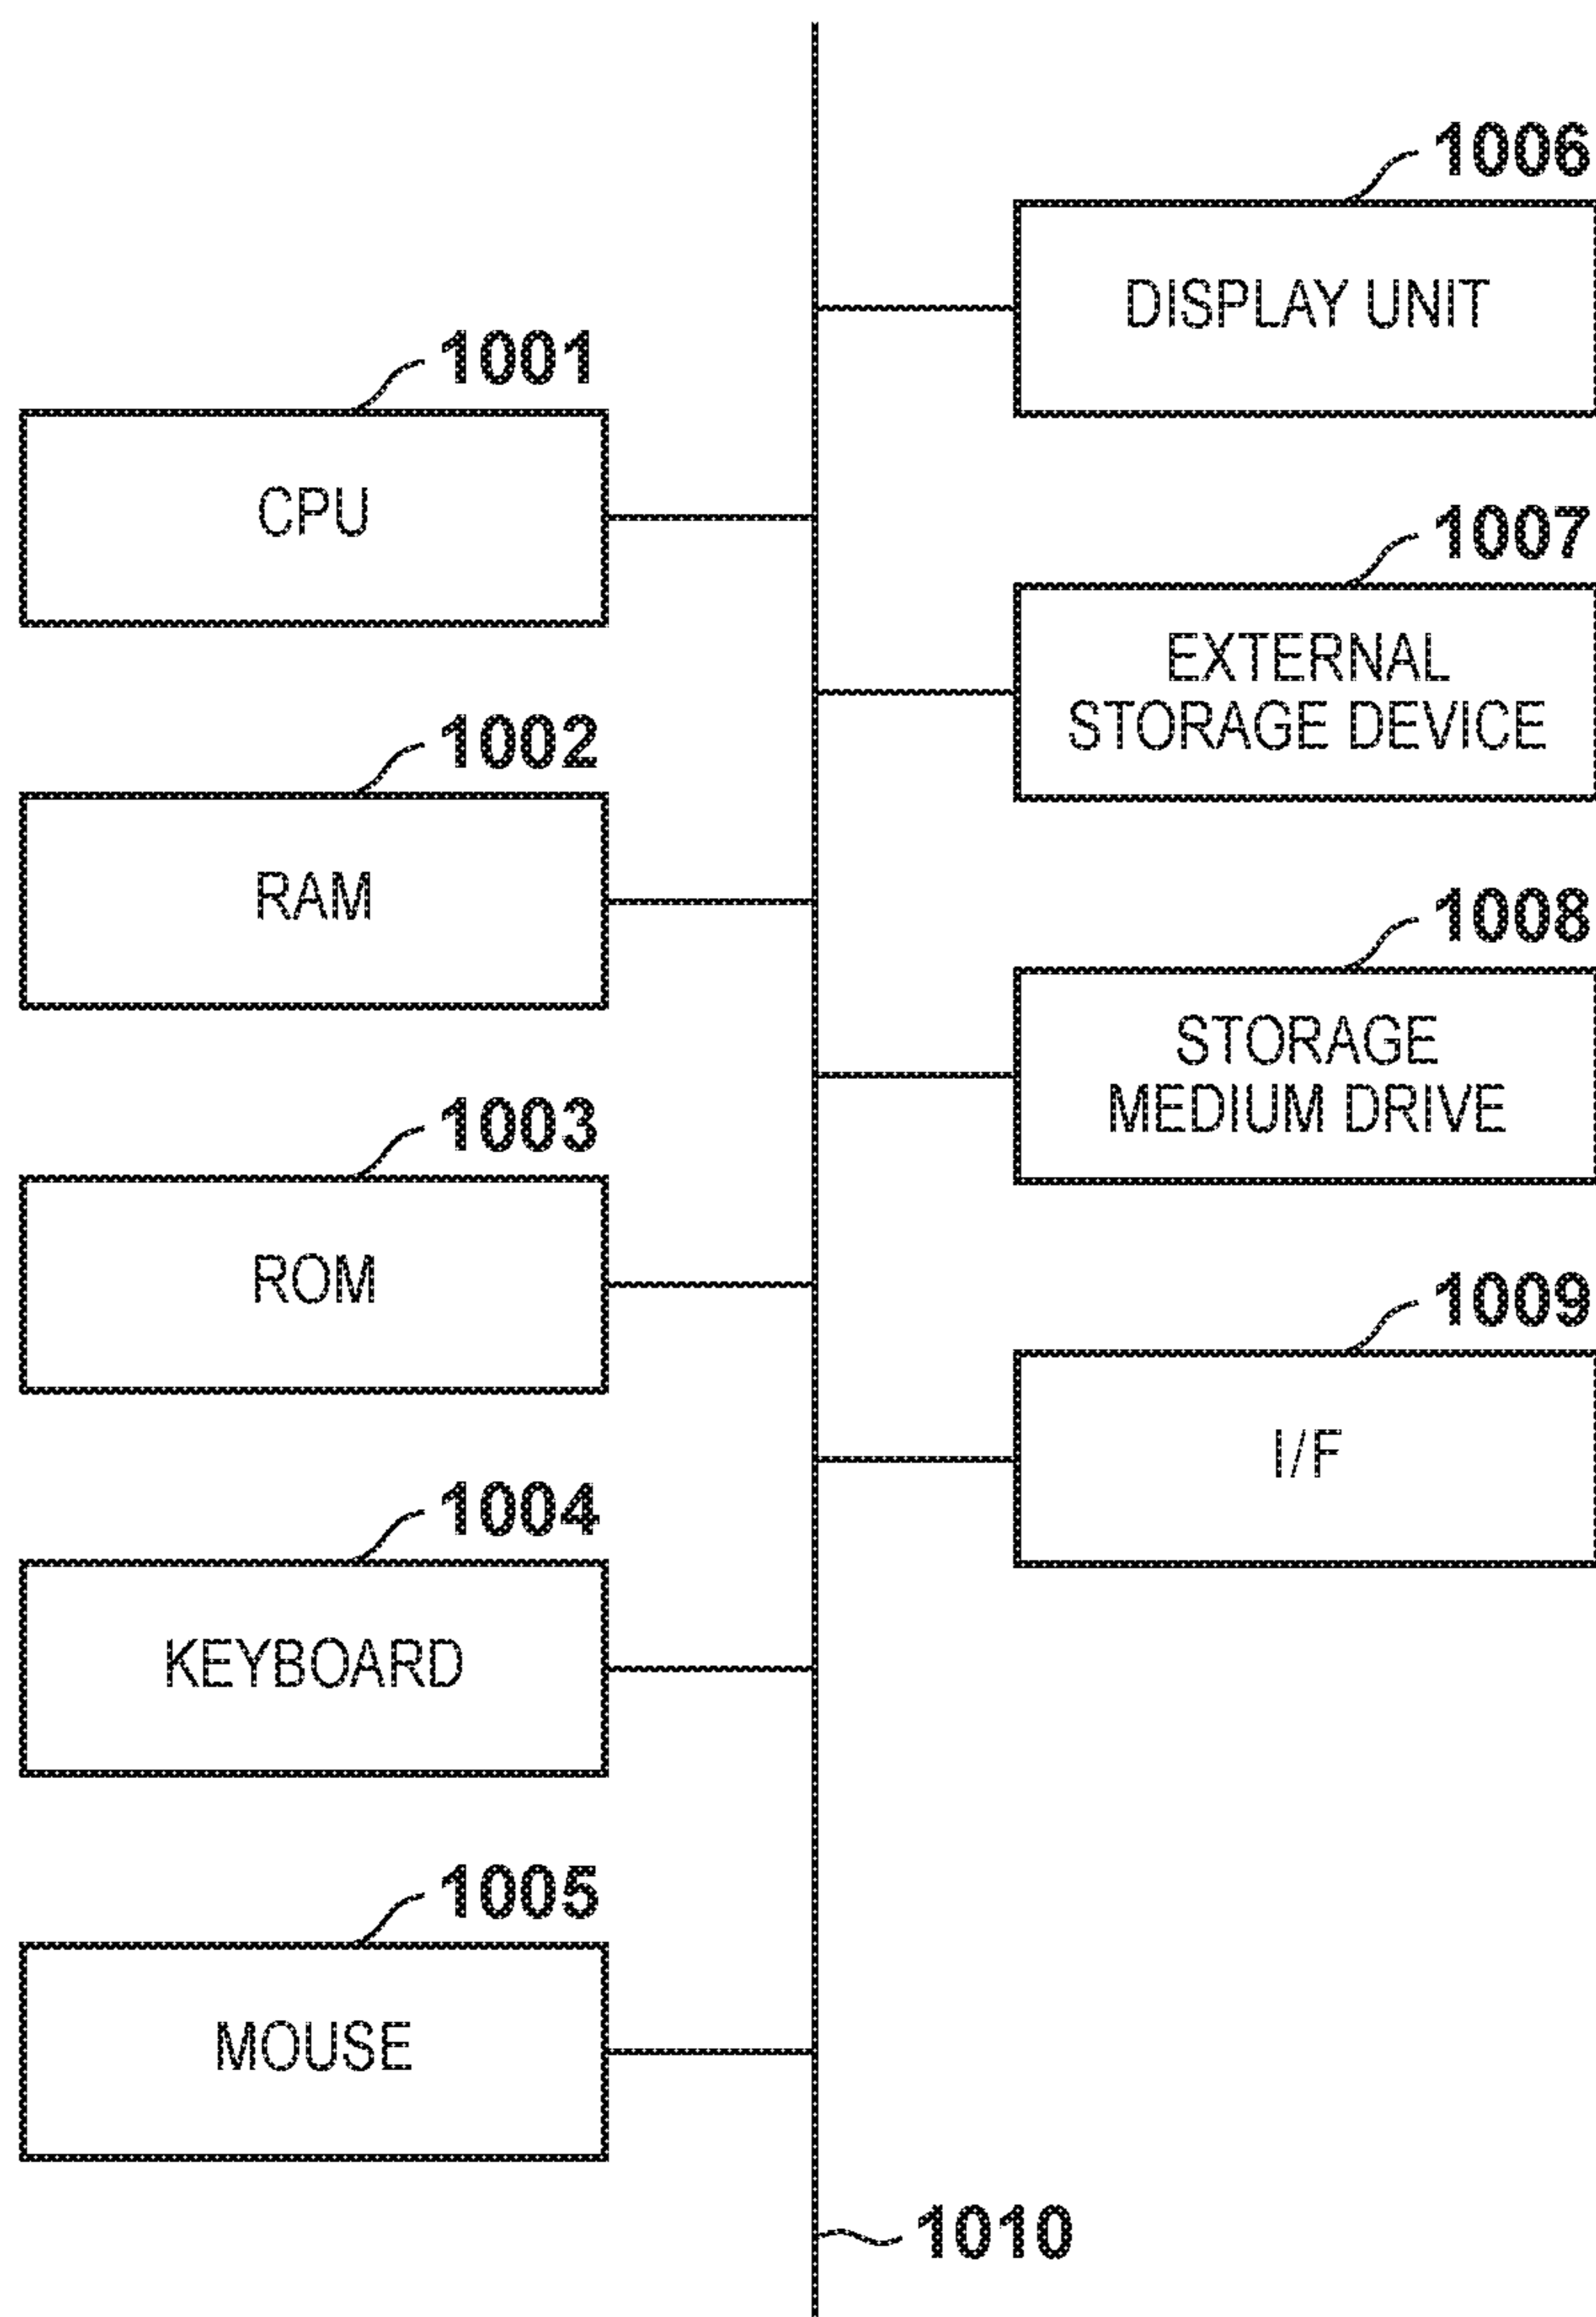 1001
CPU
1002
RAM
1003
ROM
1004
KEYBOARD
1005
MOUSE
1006
DISPLAY UNIT
1007
EXTERNAL
STORAGE DEVICE
1008
STORAGE
MEDIUM DRIVE
1009
I/F
1010